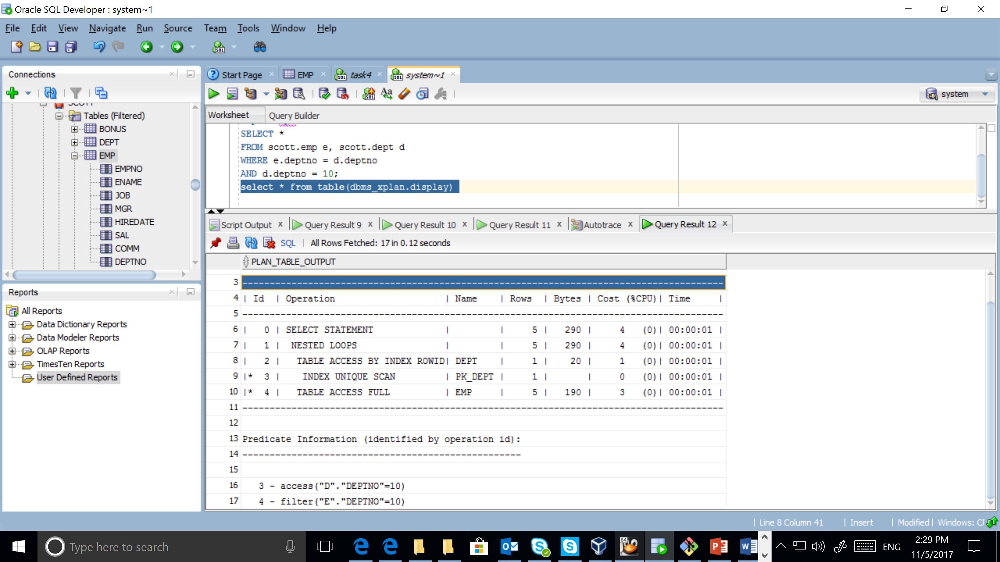 Oracle SQL Developer : system~1
File Edit View Navigate Run Source Team Tools Window Help
Connections
SCOTT
Tables (Filtered)
BONUS
DEPT
EMP
EMPNO
ENAME
JOB
MGR
HIREDATE
SAL
COMM
DEPTNO
Reports
All Reports
Data Dictionary Reports
Data Modeler Reports
OLAP Reports
TimesTen Reports
User Defined Reports
Start Page EMP task4 system~1
system
Worksheet Query Builder
SELECT *
FROM scott.emp e, scott.dept d
WHERE e.deptno = d.deptno
AND d.deptno = 10;
select * from table(dbms_xplan.display)
Script Output Query Result 9 Query Result 10 Query Result 11 Autotrace Query Result 12
SQL | All Rows Fetched: 17 in 0.12 seconds
PLAN_TABLE_OUTPUT
3 ----------------------------------------------------------------------------------------
4 | Id | Operation | Name | Rows | Bytes | Cost (%CPU)| Time |
5 ----------------------------------------------------------------------------------------
6 | 0 | SELECT STATEMENT | | 5 | 290 | 4 (0)| 00:00:01 |
7 | 1 | NESTED LOOPS | | 5 | 290 | 4 (0)| 00:00:01 |
8 | 2 | TABLE ACCESS BY INDEX ROWID| DEPT | 1 | 20 | 1 (0)| 00:00:01 |
9 |* 3 | INDEX UNIQUE SCAN | PK_DEPT | 1 | | 0 (0)| 00:00:01 |
10 |* 4 | TABLE ACCESS FULL | EMP | 5 | 190 | 3 (0)| 00:00:01 |
11 ----------------------------------------------------------------------------------------
12
13 Predicate Information (identified by operation id):
14 ---------------------------------------------------
15
16 3 - access("D"."DEPTNO"=10)
17 4 - filter("E"."DEPTNO"=10)
| Line 8 Column 41 | Insert | Modified | Windows:
Type here to search
ENG
2:29 PM
11/5/2017